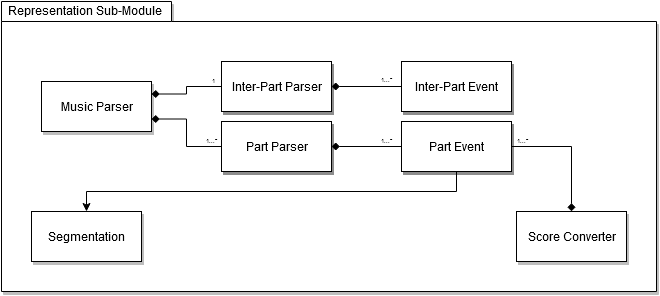 Representation Sub-Module
Inter-Part Parser
Inter-Part Event
Music Parser
1
1...*
Part Parser
Part Event
1...*
1...*
1...*
Segmentation
Score Converter